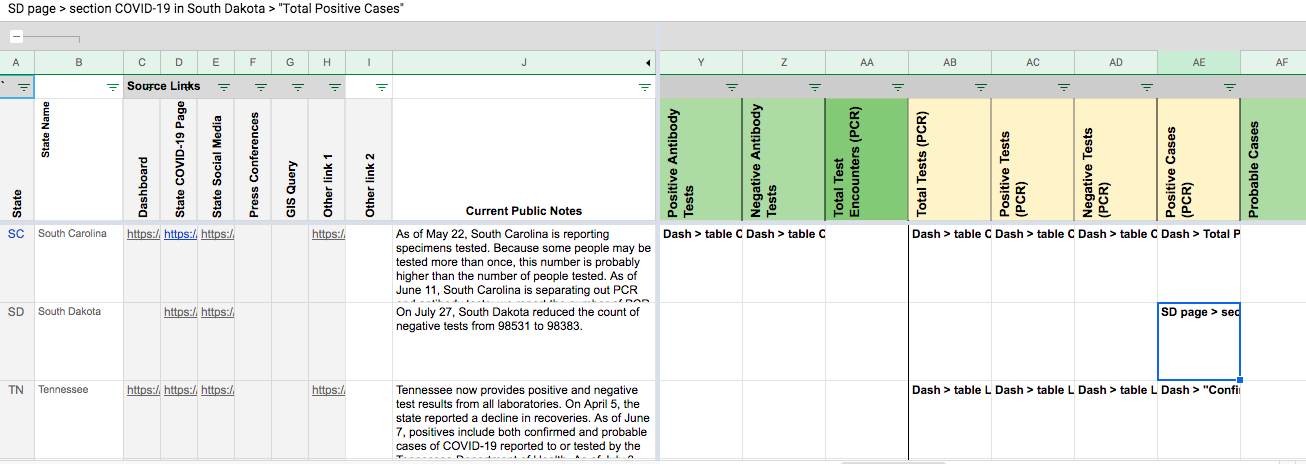 SD page > section COVID-19 in South Dakota > "Total Positive Cases"
A B C D E F G H I J Y Z AA AB AC AD AE AF
Source Links
State
State Name
Dashboard
State COVID-19 Page
State Social Media
Press Conferences
GIS Query
Other link 1
Other link 2
Current Public Notes
Positive Antibody
Tests
Negative Antibody
Tests
Total Test
Encounters (PCR)
Total Tests (PCR)
Positive Tests
(PCR)
Negative Tests
(PCR)
Positive Cases
(PCR)
Probable Cases
SC South Carolina https:/ https:/ https:/ https:/
As of May 22, South Carolina is reporting
specimens tested. Because some people may be
tested more than once, this number is probably
higher than the number of people tested. As of
June 11, South Carolina is separating out PCR
Dash > table C Dash > table C Dash > table C Dash > table C Dash > table C Dash > Total P
SD South Dakota https:/ https:/
On July 27, South Dakota reduced the count of
negative tests from 98531 to 98383.
SD page > sec
TN Tennessee https:/ https:/ https:/ https:/
Tennessee now provides positive and negative
test results from all laboratories. On April 5, the
state reported a decline in recoveries. As of June
7, positives include both confirmed and probable
cases of COVID-19 reported to or tested by the
Dash > table L Dash > table L Dash > table L Dash > "Confi